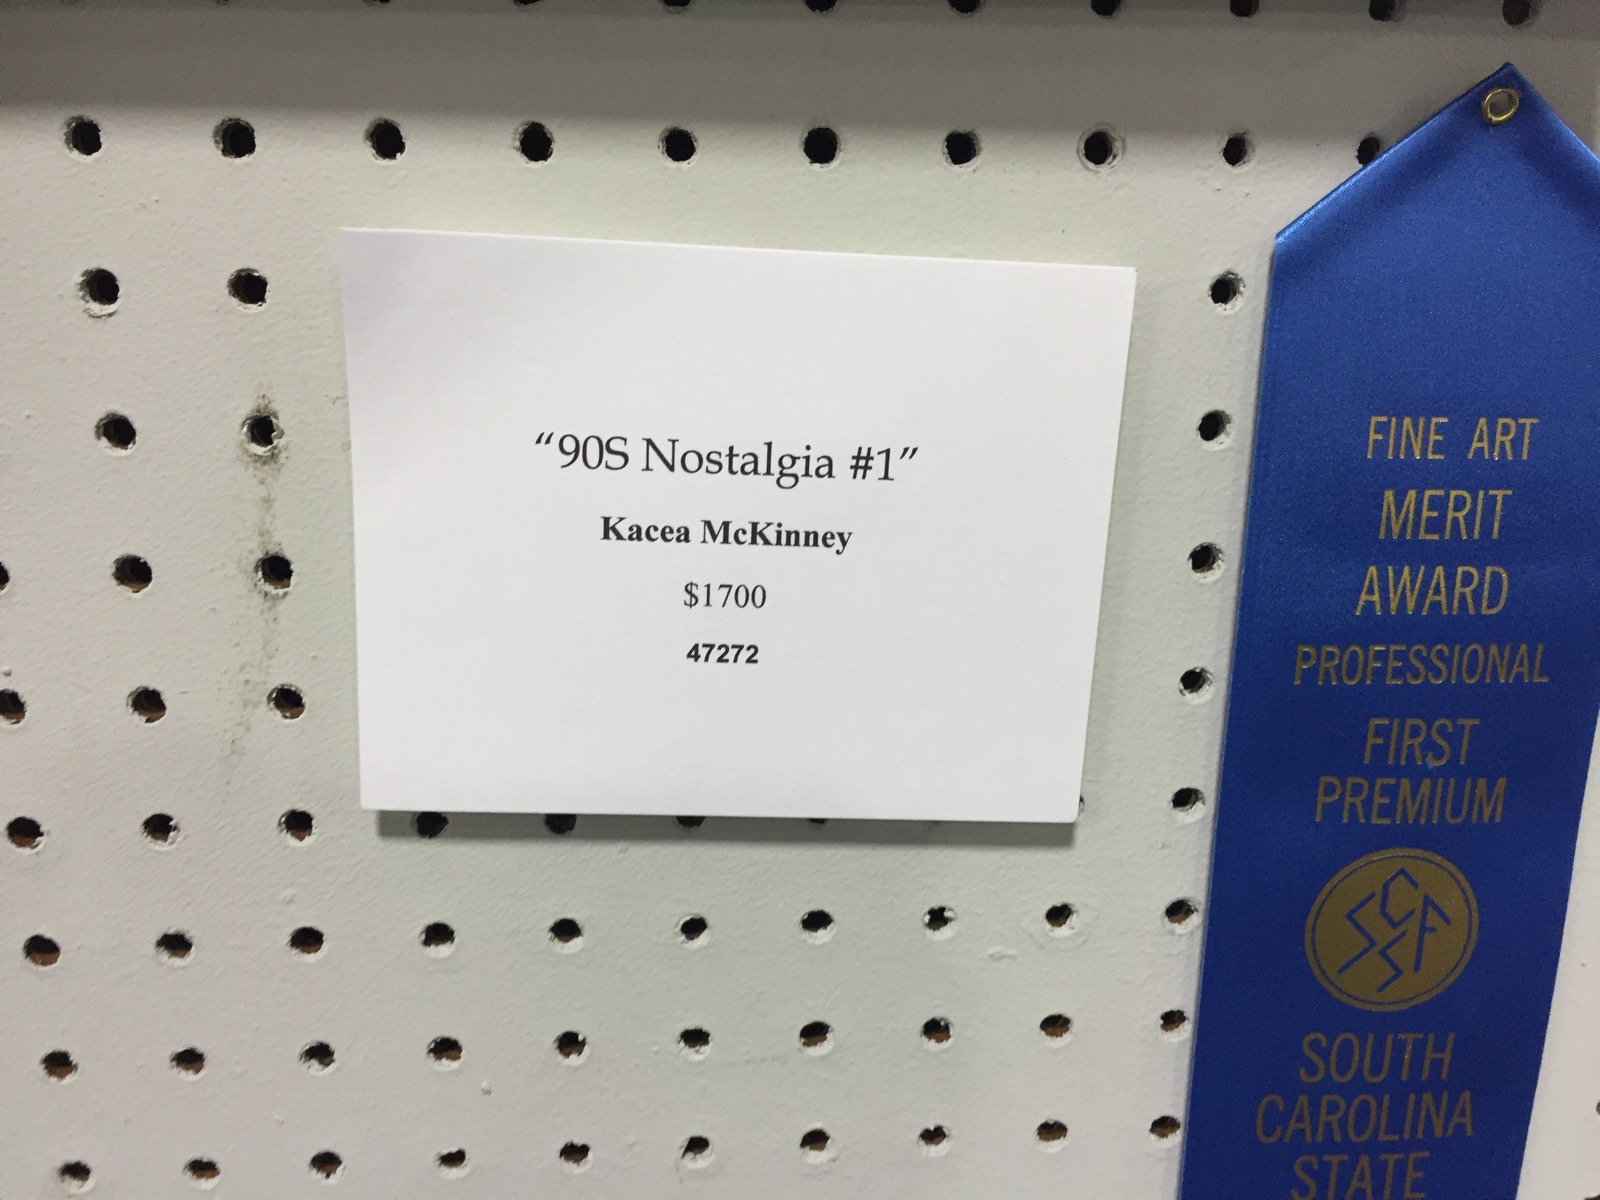 “90S Nostalgia #1”
Kacea McKinney
$1700
47272
FINE ART
MERIT
AWARD
PROFESSIONAL
FIRST
PREMIUM
SCSF
SOUTH
CAROLINA
STATE